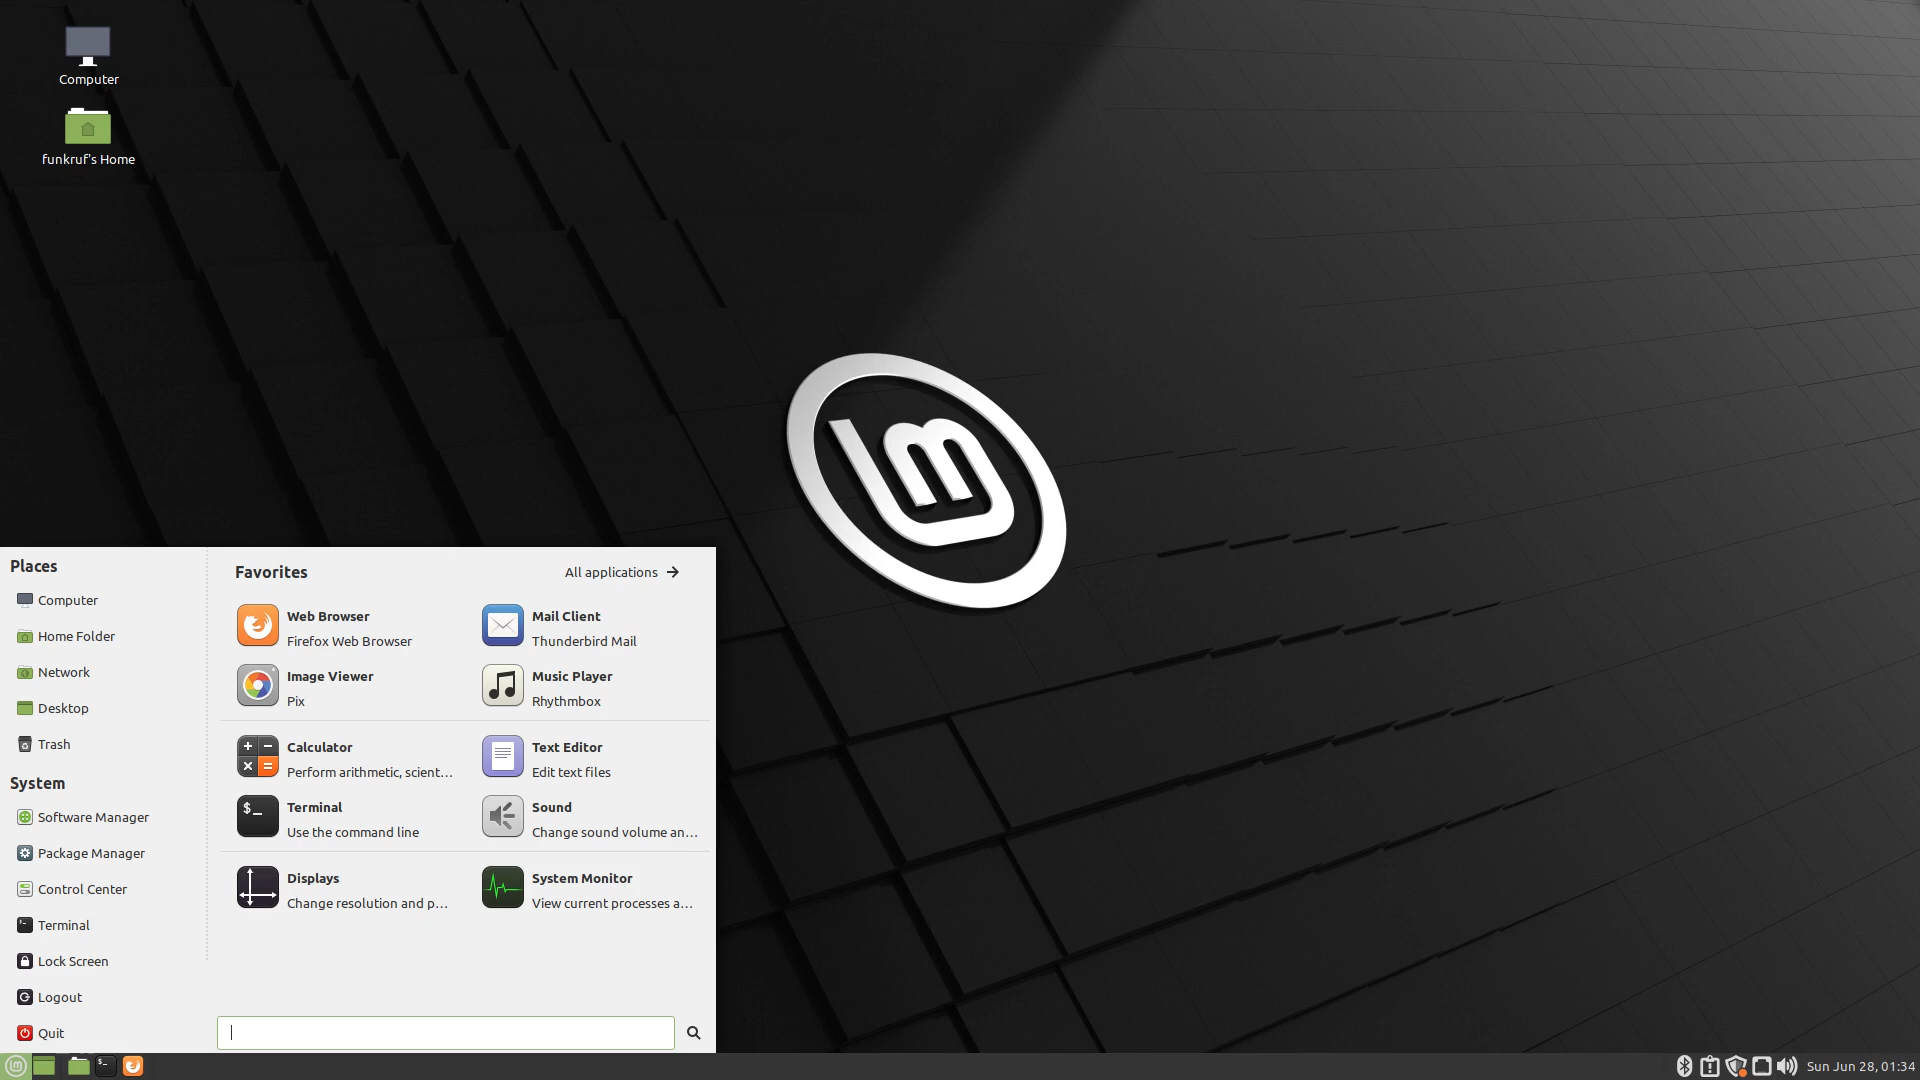 Computer
funkruf's Home
Places
Computer
Home Folder
Network
Desktop
Trash
System
Software Manager
Package Manager
Control Center
Terminal
Lock Screen
Logout
Quit
Favorites
All applications
Web Browser
Firefox Web Browser
Mail Client
Thunderbird Mail
Image Viewer
Pix
Music Player
Rhythmbox
Calculator
Perform arithmetic, scient...
Text Editor
Edit text files
Terminal
Use the command line
Sound
Change sound volume an...
Displays
Change resolution and p...
System Monitor
View current processes a...
Sun Jun 28, 01:34